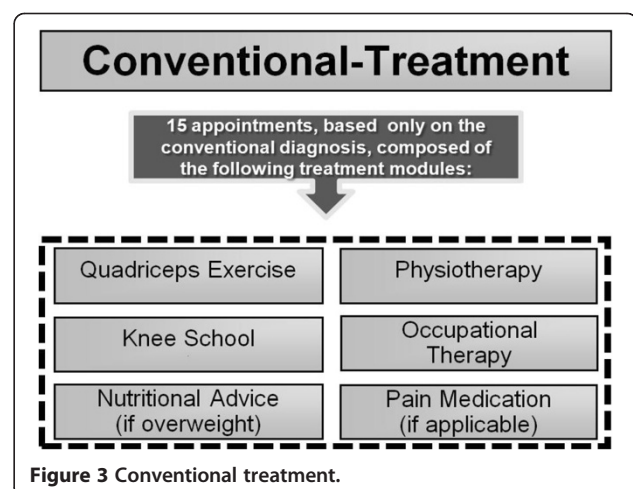 Conventional-Treatment
15 appointments, based only on the
conventional diagnosis, composed of
the following treatment modules:
Quadriceps Exercise
Physiotherapy
Knee School
Occupational
Therapy
Nutritional Advice
(if overweight)
Pain Medication
(if applicable)
Figure 3 Conventional treatment.